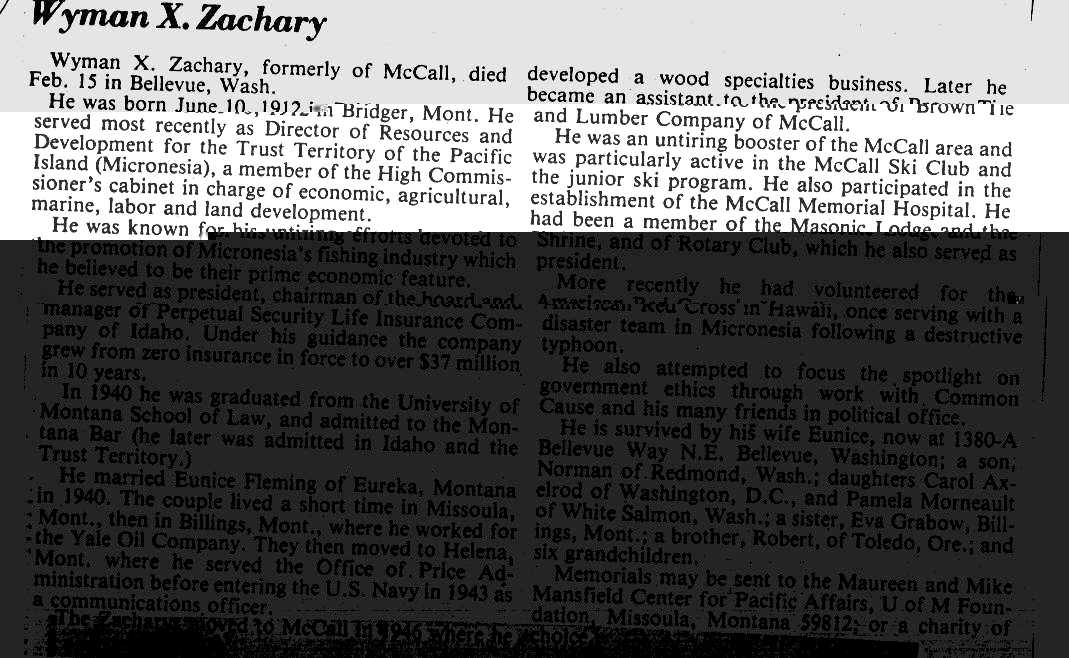 Wyman X. Zachary
Wyman X. Zachary, formerly of McCall, died
Feb. 15 in Bellevue, Wash.
He was born June 10, 1912 in Bridger, Mont. He
served most recently as Director of Resources and
Development for the Trust Territory of the Pacific
Island (Micronesia), a member of the High Commis-
sioner's cabinet in charge of economic, agricultural,
marine, labor and land development.
He was known for his untiring efforts devoted to
the promotion of Micronesia's fishing industry which
he believed to be their prime economic feature.
He served as president, chairman of the board and
manager of Perpetual Security Life Insurance Com-
pany of Idaho. Under his guidance the company
grew from zero insurance in force to over $37 million
in 10 years.
In 1940 he was graduated from the University of
Montana School of Law, and admitted to the Mon-
tana Bar (he later was admitted in Idaho and the
Trust Territory.)
He married Eunice Fleming of Eureka, Montana
in 1940. The couple lived a short time in Missoula,
Mont., then in Billings, Mont., where he worked for
the Yale Oil Company. They then moved to Helena,
Mont. where he served the Office of Price Ad-
ministration before entering the U.S. Navy in 1943 as
a communications officer.
The Zacharys moved to McCall in 1946 where he
developed a wood specialties business. Later he
became an assistant to the president of Brown Tie
and Lumber Company of McCall.
He was an untiring booster of the McCall area and
was particularly active in the McCall Ski Club and
the junior ski program. He also participated in the
establishment of the McCall Memorial Hospital. He
had been a member of the Masonic Lodge and the
Shrine, and of Rotary Club, which he also served as
president.
More recently he had volunteered for the
American Red Cross in Hawaii, once serving with a
disaster team in Micronesia following a destructive
typhoon.
He also attempted to focus the spotlight on
government ethics through work with Common
Cause and his many friends in political office.
He is survived by his wife Eunice, now at 1380-A
Bellevue Way N.E. Bellevue, Washington; a son,
Norman of Redmond, Wash.; daughters Carol Ax-
elrod of Washington, D.C., and Pamela Morneault
of White Salmon, Wash.; a sister, Eva Grabow, Bill-
ings, Mont.; a brother, Robert, of Toledo, Ore.; and
six grandchildren.
Memorials may be sent to the Maureen and Mike
Mansfield Center for Pacific Affairs, U of M Foun-
dation, Missoula, Montana 59812; or a charity of
choice